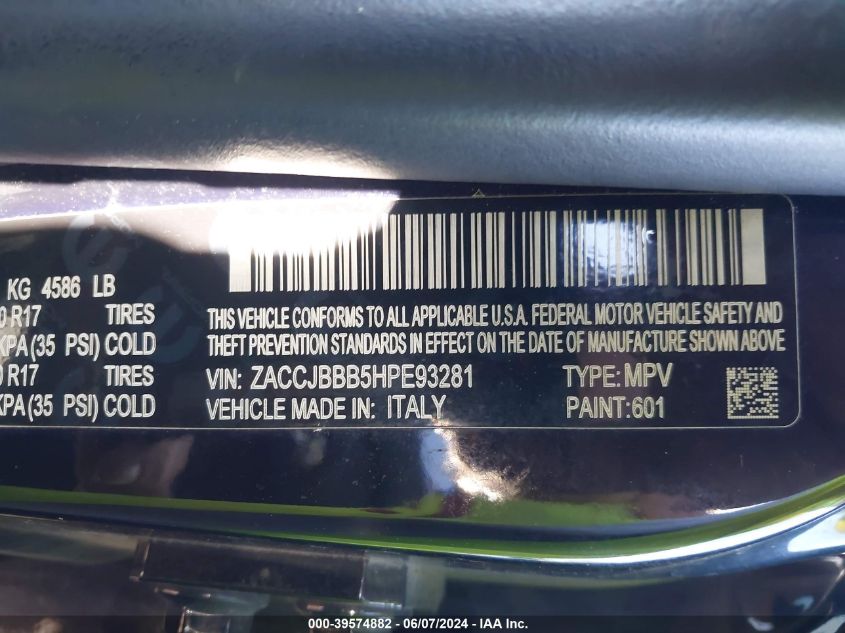 KG 4586 LB
R17 TIRES
KPA (35 PSI) COLD
R17 TIRES
KPA (35 PSI) COLD
THIS VEHICLE CONFORMS TO ALL APPLICABLE U.S.A. FEDERAL MOTOR VEHICLE SAFETY AND
THEFT PREVENTION STANDARDS IN EFFECT ON THE DATE OF MANUFACTURE SHOWN ABOVE
VIN: ZACCJBBB5HPE93281 TYPE: MPV
VEHICLE MADE IN: ITALY PAINT: 601
000-39574882 - 06/07/2024 - IAA Inc.